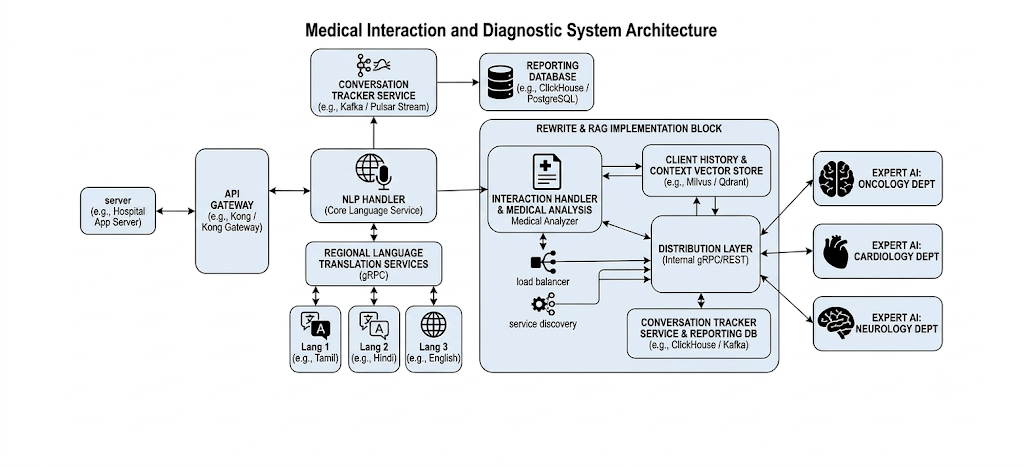 Medical Interaction and Diagnostic System Architecture
CONVERSATION
TRACKER SERVICE
(e.g., Kafka / Pulsar Stream)
REPORTING
DATABASE
(e.g., ClickHouse /
PostgreSQL)
server
(e.g., Hospital
App Server)
API
GATEWAY
(e.g., Kong /
Kong Gateway)
NLP HANDLER
(Core Language Service)
REGIONAL LANGUAGE
TRANSLATION SERVICES
(gRPC)
A
Lang 1
(e.g., Tamil)
A
Lang 2
(e.g., Hindi)
Lang 3
(e.g., English)
REWRITE & RAG IMPLEMENTATION BLOCK
INTERACTION HANDLER
& MEDICAL ANALYSIS
Medical Analyzer
load balancer
service discovery
CLIENT HISTORY &
CONTEXT VECTOR STORE
(e.g., Milvus / Qdrant)
DISTRIBUTION LAYER
(Internal gRPC/REST)
CONVERSATION TRACKER
SERVICE & REPORTING DB
(e.g., ClickHouse / Kafka)
EXPERT AI:
ONCOLOGY DEPT
EXPERT AI:
CARDIOLOGY DEPT
EXPERT AI:
NEUROLOGY DEPT